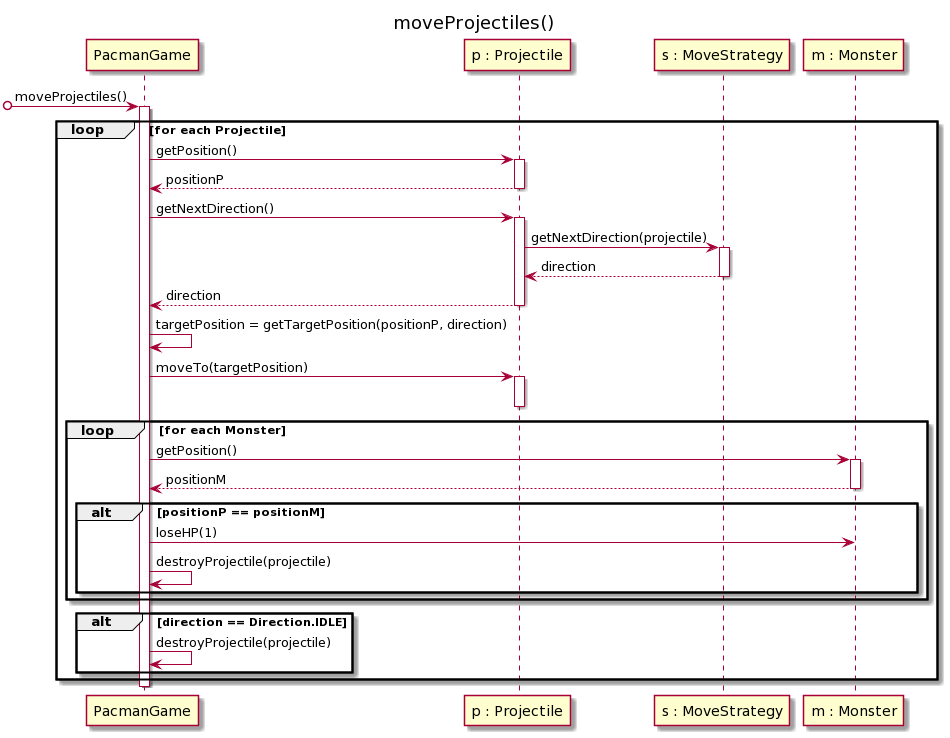 moveProjectiles()
PacmanGame
p : Projectile
s : MoveStrategy
m : Monster
moveProjectiles()
loop
[for each Projectile]
getPosition()
positionP
getNextDirection()
getNextDirection(projectile)
direction
direction
targetPosition = getTargetPosition(positionP, direction)
moveTo(targetPosition)
loop
[for each Monster]
getPosition()
positionM
alt
[positionP == positionM]
loseHP(1)
destroyProjectile(projectile)
alt
[direction == Direction.IDLE]
destroyProjectile(projectile)
PacmanGame
p : Projectile
s : MoveStrategy
m : Monster